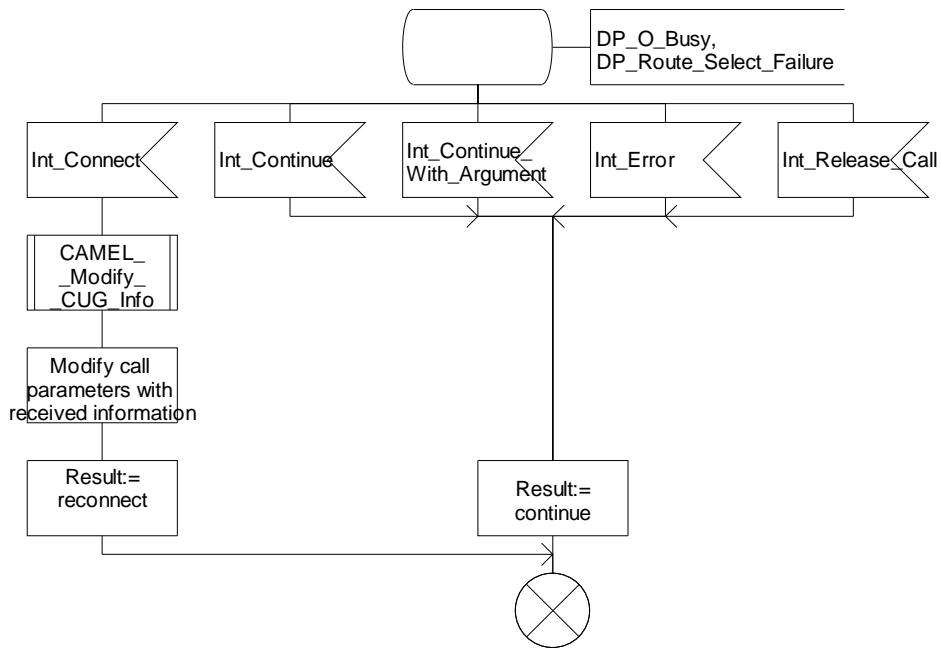 DP_O_Busy,
DP_Route_Select_Failure
Int_Connect
Int_Continue
Int_Continue_
With_Argument
Int_Error
Int_Release_Call
CAMEL_
_Modify_
_CUG_Info
Modify call
parameters with
received information
Result:=
reconnect
Result:=
continue